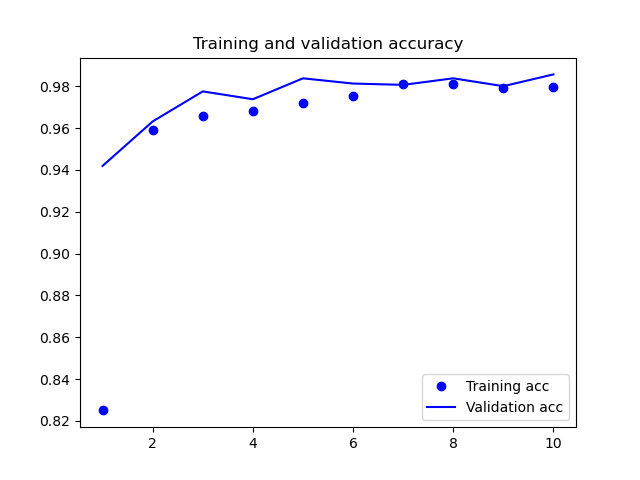 Training and validation accuracy
0.98
0.96
0.94
0.92
0.90
0.88
0.86
0.84
0.82
Training acc
Validation acc
2 4 6 8 10